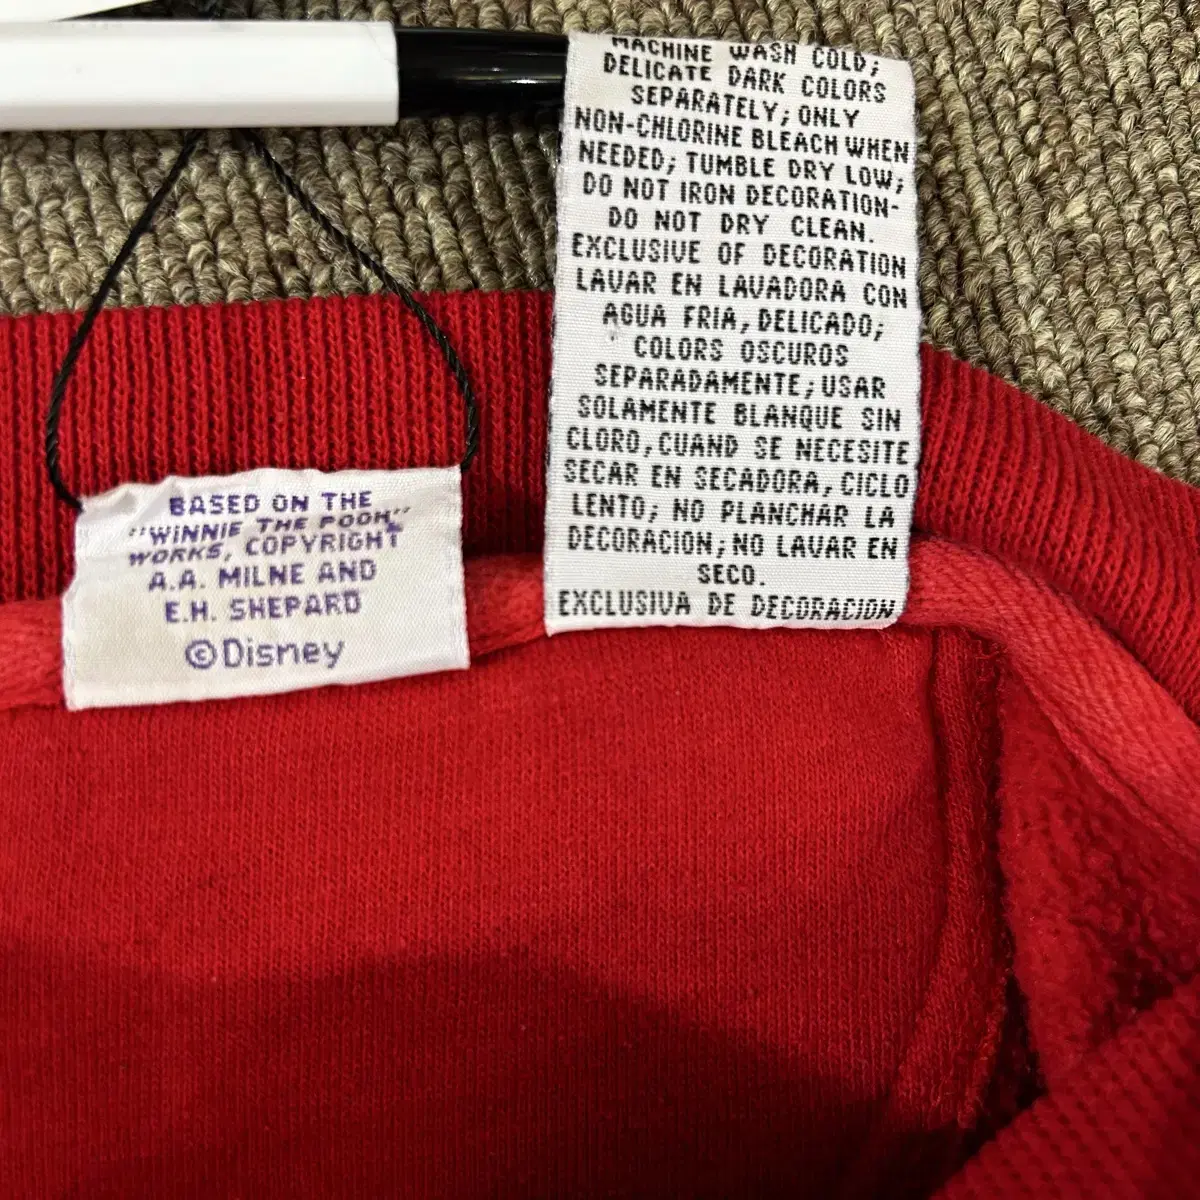 MACHINE WASH COLD;
DELICATE DARK COLORS
SEPARATELY; ONLY
NON-CHLORINE BLEACH WHEN
NEEDED; TUMBLE DRY LOW;
DO NOT IRON DECORATION-
DO NOT DRY CLEAN.
EXCLUSIVE OF DECORATION
LAVAR EN LAVADORA CON
AGUA FRIA, DELICADO;
COLORS OSCUROS
SEPARADAMENTE; USAR
SOLAMENTE BLANQUE SIN
CLORO, CUAND SE NECESITE
SECAR EN SECADORA, CICLO
LENTO; NO PLANCHAR LA
DECORACION; NO LAVAR EN
SECO.
EXCLUSIVA DE DECORACION
BASED ON THE
"WINNIE THE POOH"
WORKS, COPYRIGHT
A.A. MILNE AND
E.H. SHEPARD
©Disney